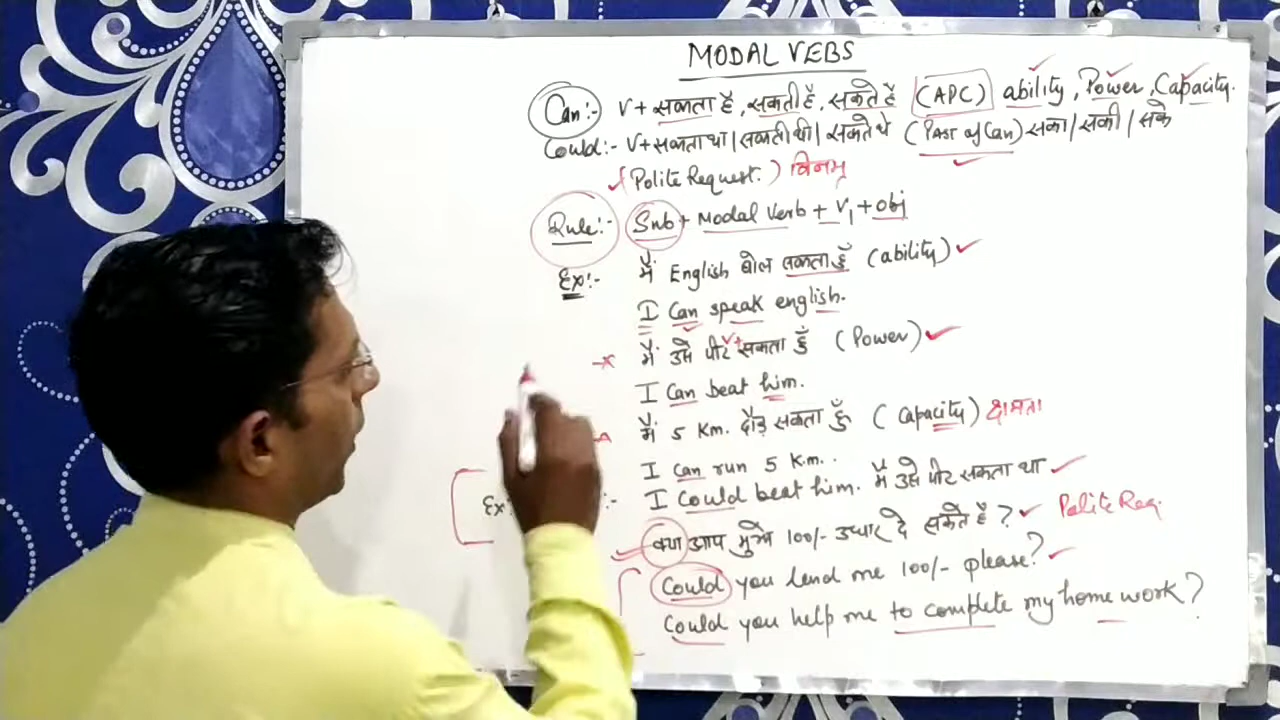 MODAL VERBS
Can:- V+ सकता है, सकती है, सकते है (APC) ability, Power, Capacity.
Could:- V+सकता था | सकती थी | सकते थे (Past of Can) सका | सकी | सके
(Polite Request.) विनम्र
Rule:- Sub + Modal Verb + V1 + obj
Ex:- मैं English बोल सकता हूँ (ability)
I Can speak english.
मैं उसे पीट V+ सकता हूँ (Power)
I Can beat him.
मैं 5 Km. दौड़ सकता हूँ (Capacity) क्षमता
I can run 5 Km..
Ex :- I Could beat him. मैं उसे पीट सकता था
क्या आप मुझे 100/- उधार दे सकते है? Polite Req.
Could you lend me 100/- please?
Could you help me to complete my home work?